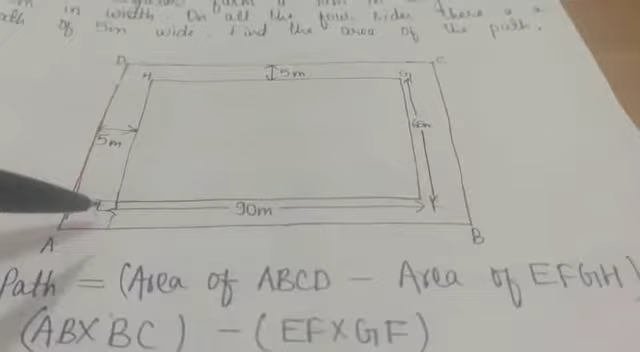 in width. On all the four sides there is a
of 5m wide. Find the area of the path.
D C
H 5m G
5m
90m
A B
Path = (Area of ABCD - Area of EFGH)
(AB X BC) - (EF X GF)